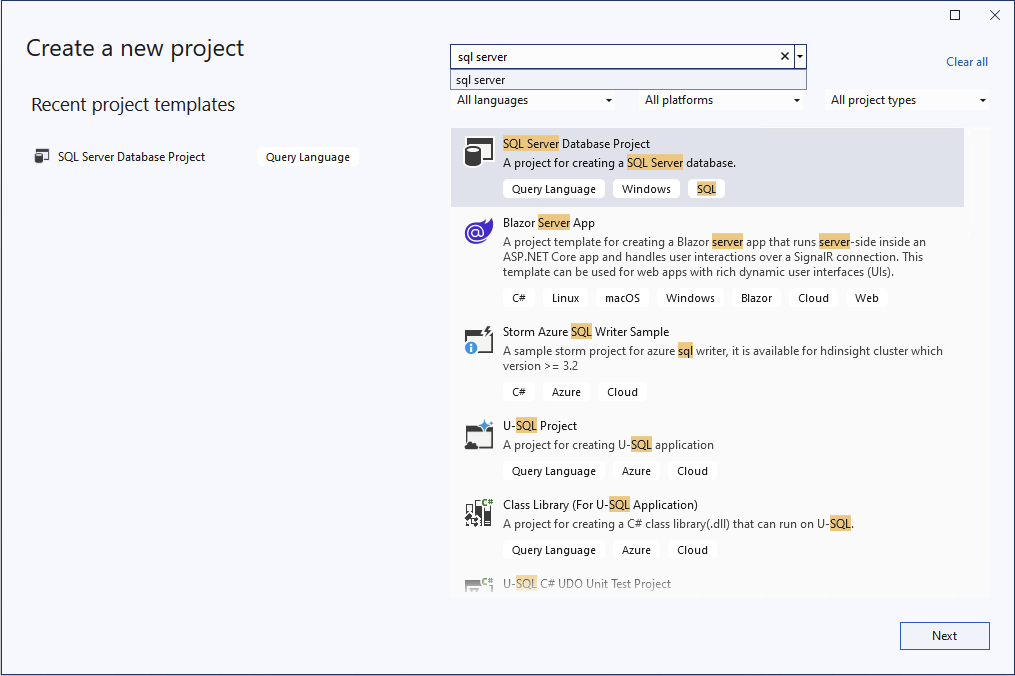 Create a new project
Recent project templates
SQL Server Database Project Query Language
sql server
sql server
Clear all
All languages All platforms All project types
SQL Server Database Project
A project for creating a SQL Server database.
Query Language Windows SQL
Blazor Server App
A project template for creating a Blazor server app that runs server-side inside an
ASP.NET Core app and handles user interactions over a SignalR connection. This
template can be used for web apps with rich dynamic user interfaces (UIs).
C# Linux macOS Windows Blazor Cloud Web
Storm Azure SQL Writer Sample
A sample storm project for azure sql writer, it is available for hdinsight cluster which
version >= 3.2
C# Azure Cloud
U-SQL Project
A project for creating U-SQL application
Query Language Azure Cloud
C#
Class Library (For U-SQL Application)
A project for creating a C# class library(.dll) that can run on U-SQL.
Query Language Azure Cloud
C#
U-SQL C# UDO Unit Test Project
Next